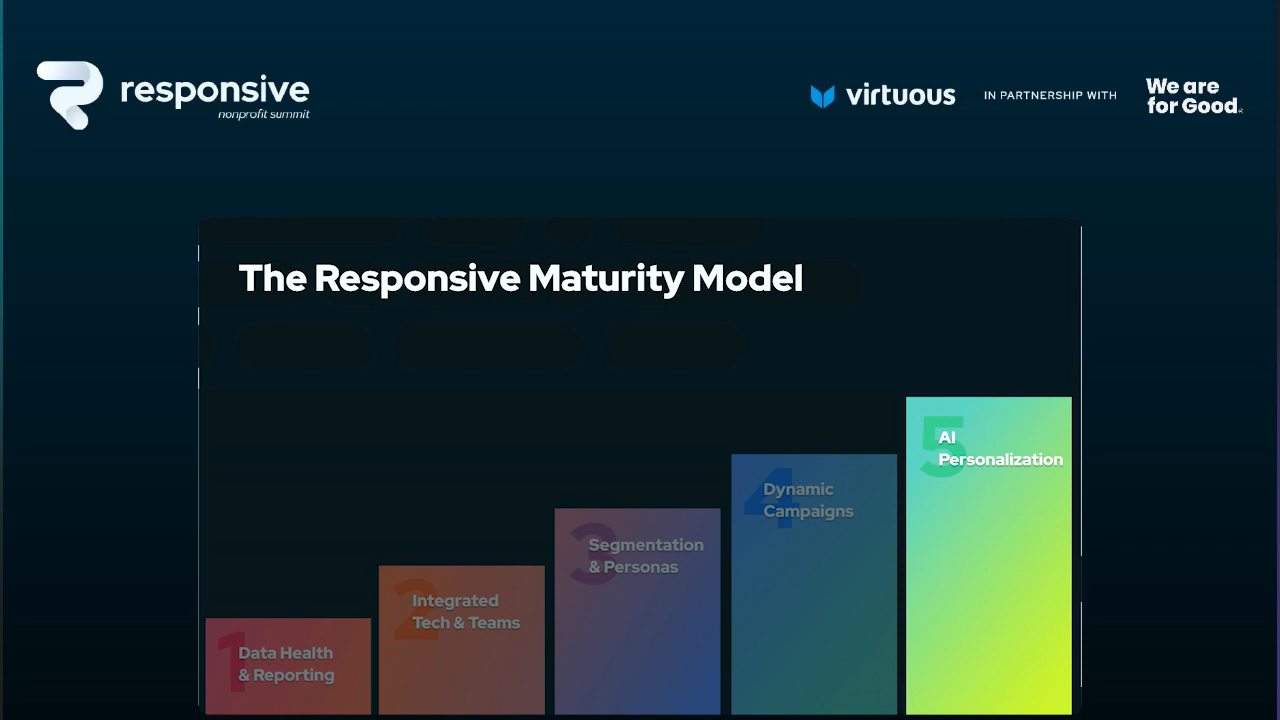 responsive
nonprofit summit
virtuous
IN PARTNERSHIP WITH
We are
for Good.
The Responsive Maturity Model
1
Data Health
& Reporting
2
Integrated
Tech & Teams
3
Segmentation
& Personas
4
Dynamic
Campaigns
5
AI
Personalization